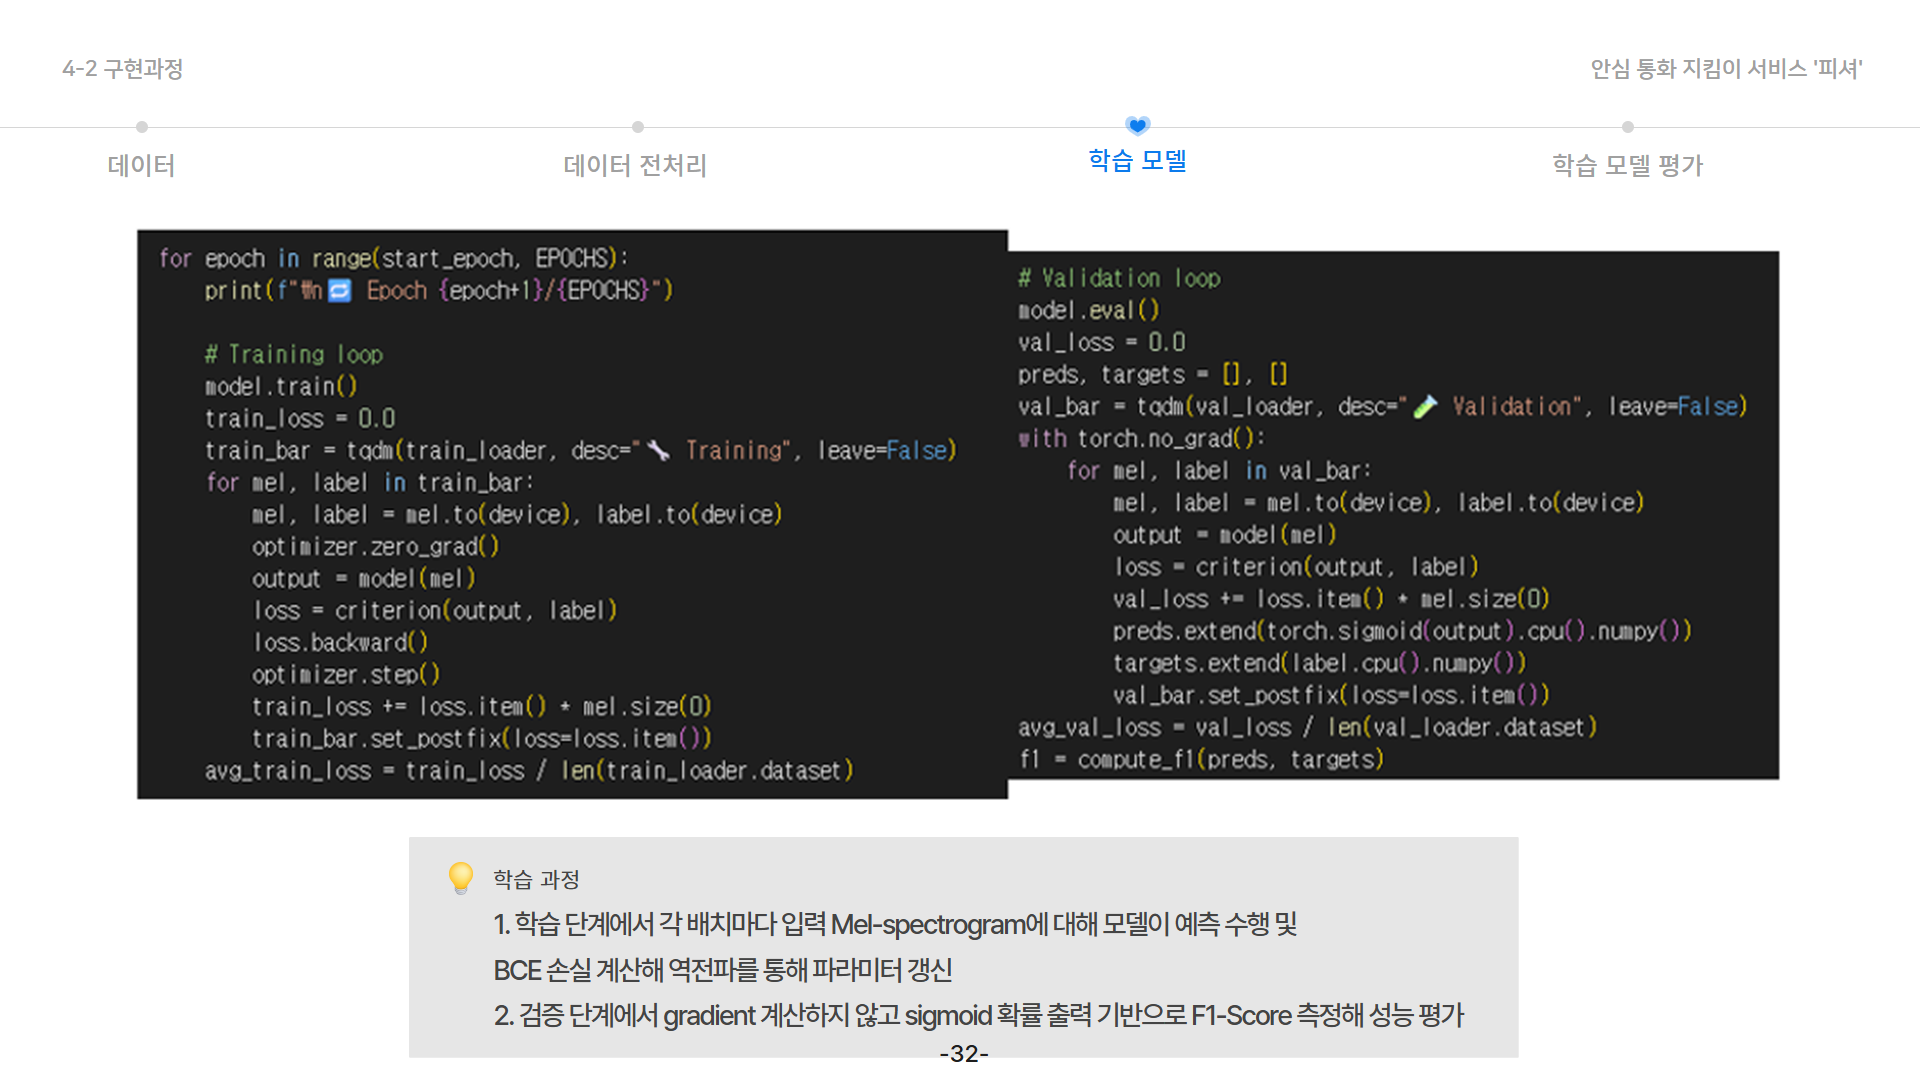 4-2 구현과정
안심 통화 지킴이 서비스 '피셔'
데이터
데이터 전처리
학습 모델
학습 모델 평가
for epoch in range(start_epoch, EPOCHS):
print(f"₩n🔁 Epoch {epoch+1}/{EPOCHS}")
# Training loop
model.train()
train_loss = 0.0
train_bar = tqdm(train_loader, desc="🔧 Training", leave=False)
for mel, label in train_bar:
mel, label = mel.to(device), label.to(device)
optimizer.zero_grad()
output = model(mel)
loss = criterion(output, label)
loss.backward()
optimizer.step()
train_loss += loss.item() * mel.size(0)
train_bar.set_postfix(loss=loss.item())
avg_train_loss = train_loss / len(train_loader.dataset)
# Validation loop
model.eval()
val_loss = 0.0
preds, targets = [], []
val_bar = tqdm(val_loader, desc="🧪 Validation", leave=False)
with torch.no_grad():
for mel, label in val_bar:
mel, label = mel.to(device), label.to(device)
output = model(mel)
loss = criterion(output, label)
val_loss += loss.item() * mel.size(0)
preds.extend(torch.sigmoid(output).cpu().numpy())
targets.extend(label.cpu().numpy())
val_bar.set_postfix(loss=loss.item())
avg_val_loss = val_loss / len(val_loader.dataset)
f1 = compute_f1(preds, targets)
💡 학습 과정
1. 학습 단계에서 각 배치마다 입력 Mel-spectrogram에 대해 모델이 예측 수행 및
BCE 손실 계산해 역전파를 통해 파라미터 갱신
2. 검증 단계에서 gradient 계산하지 않고 sigmoid 확률 출력 기반으로 F1-Score 측정해 성능 평가
-32-